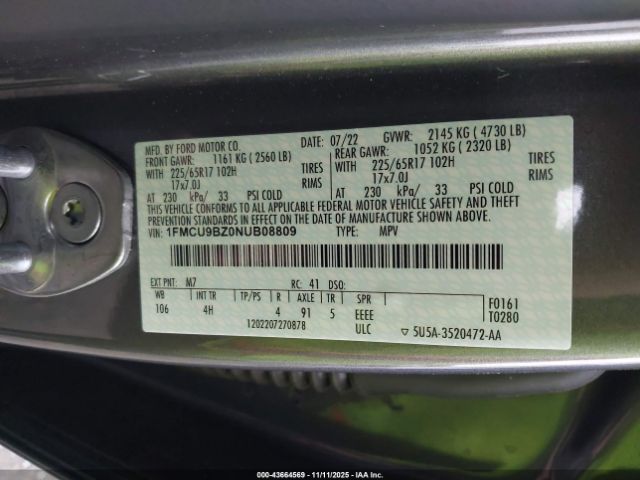 MFD. BY FORD MOTOR CO. DATE: 07/22 GVWR: 2145 KG ( 4730 LB)
FRONT GAWR: 1161 KG ( 2560 LB) REAR GAWR: 1052 KG ( 2320 LB)
WITH 225/65R17 102H TIRES WITH 225/65R17 102H TIRES
17x7.0J RIMS 17x7.0J RIMS
AT 230 kPa/ 33 PSI COLD AT 230 kPa/ 33 PSI COLD
THIS VEHICLE CONFORMS TO ALL APPLICABLE FEDERAL MOTOR VEHICLE SAFETY AND THEFT
PREVENTION STANDARDS IN EFFECT ON THE DATE OF MANUFACTURE SHOWN ABOVE.
VIN: 1FMCU9BZ0NUB08809 TYPE: MPV
EXT PNT: M7 RC: 41 DSO:
WB INT TR TP/PS R AXLE TR SPR F0161
106 4H 4 91 5 EEEE T0280
1202207270878 ULC ▽ 5U5A-3520472-AA
000-43664569 - 11/11/2025 - IAAI.COM